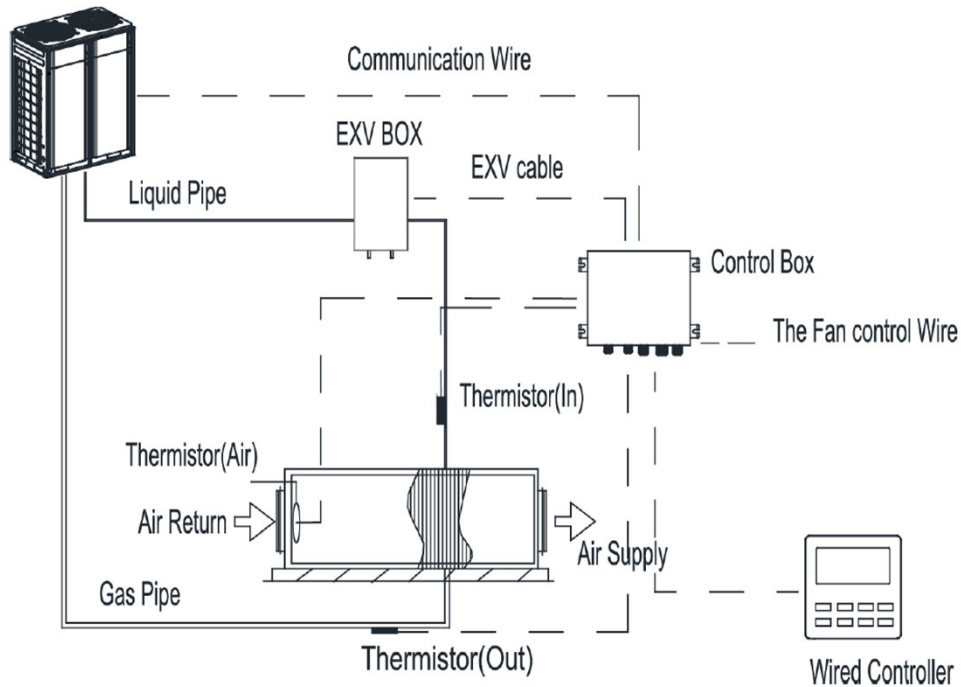 Communication Wire
EXV BOX
EXV cable
Liquid Pipe
Control Box
The Fan control Wire
Thermistor(In)
Thermistor(Air)
Air Return
Air Supply
Gas Pipe
Thermistor(Out)
Wired Controller